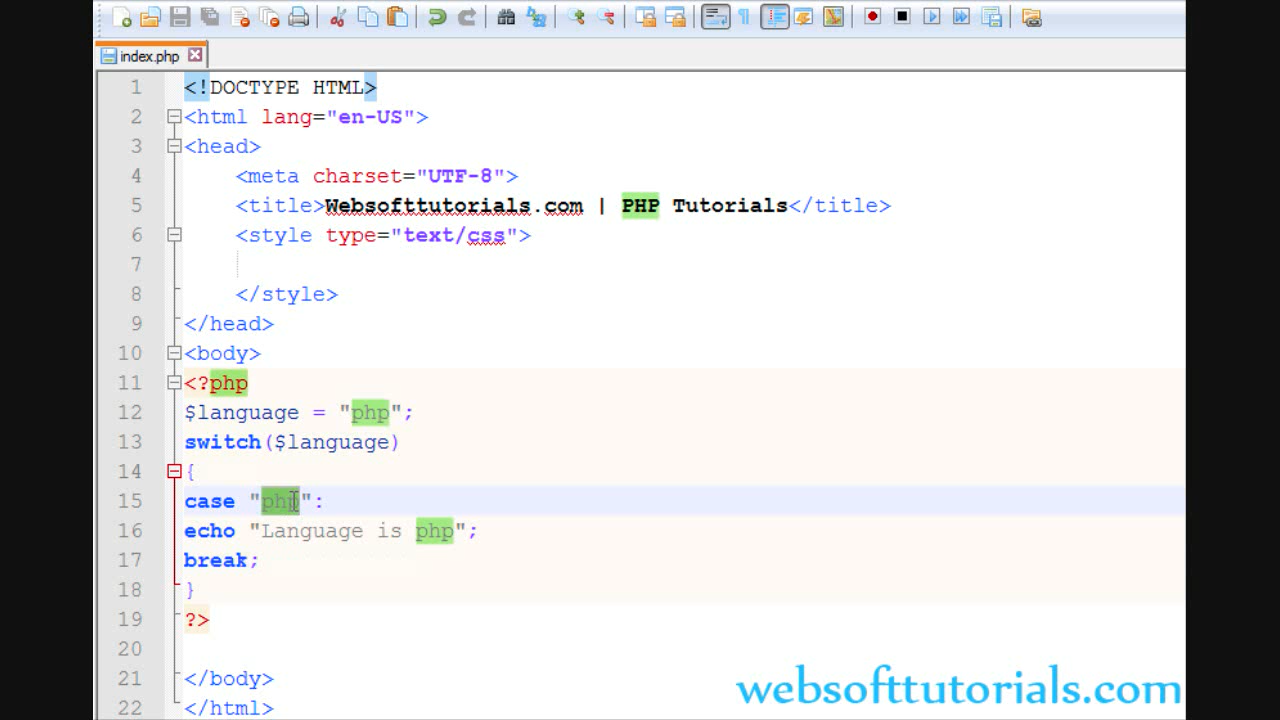 index.php
1 <!DOCTYPE HTML>
2 <html lang="en-US">
3 <head>
4 <meta charset="UTF-8">
5 <title>Websofttutorials.com | PHP Tutorials</title>
6 <style type="text/css">
7
8 </style>
9 </head>
10 <body>
11 <?php
12 $language = "php";
13 switch($language)
14 {
15 case "php":
16 echo "Language is php";
17 break;
18 }
19 ?>
20
21 </body>
22 </html>
websofttutorials.com